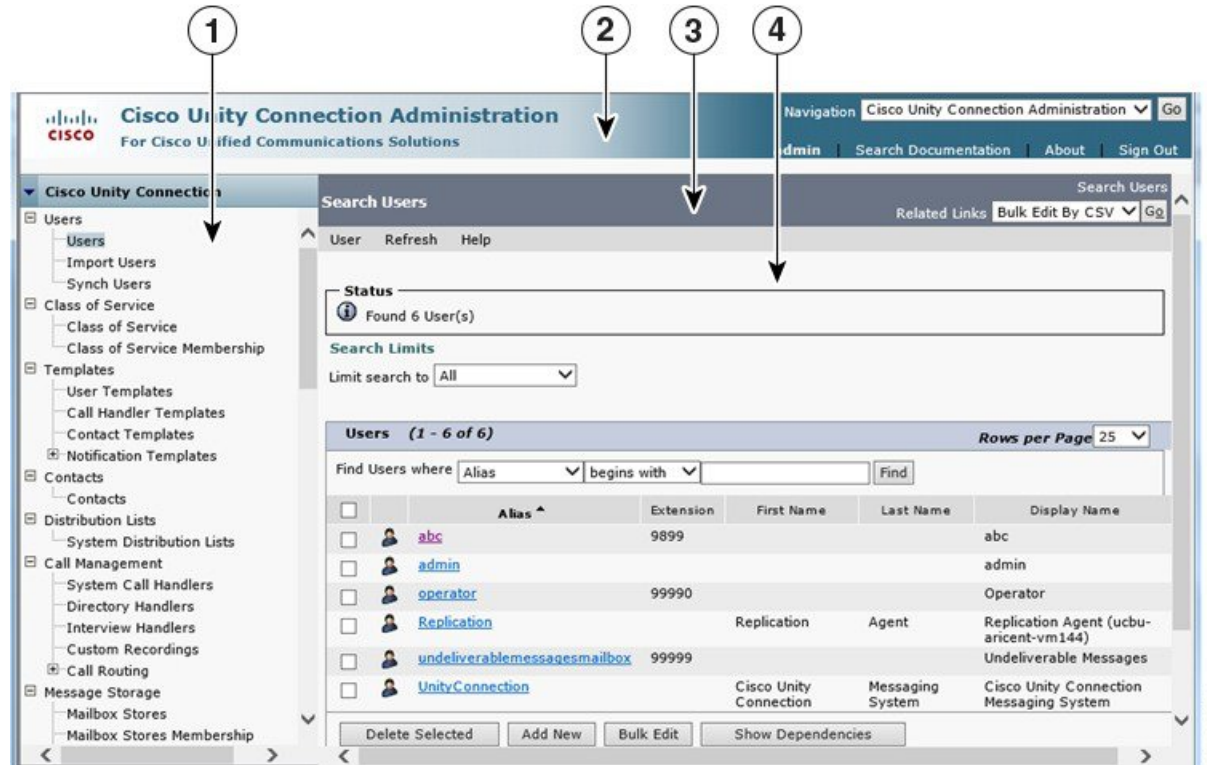 1
2
3
4
CISCO
Cisco Unity Connection Administration
For Cisco Unified Communications Solutions
Navigation Cisco Unity Connection Administration Go
admin Search Documentation About Sign Out
Cisco Unity Connection
Users
Users
Import Users
Synch Users
Class of Service
Class of Service
Class of Service Membership
Templates
User Templates
Call Handler Templates
Contact Templates
Notification Templates
Contacts
Contacts
Distribution Lists
System Distribution Lists
Call Management
System Call Handlers
Directory Handlers
Interview Handlers
Custom Recordings
Call Routing
Message Storage
Mailbox Stores
Mailbox Stores Membership
Search Users
Search Users
Related Links Bulk Edit By CSV Go
User Refresh Help
Status
Found 6 User(s)
Search Limits
Limit search to All
Users (1 - 6 of 6)
Rows per Page 25
Find Users where Alias begins with Find
Alias Extension First Name Last Name Display Name
abc 9899 abc
admin admin
operator 99990 Operator
Replication Replication Agent Replication Agent (ucbu-
aricent-vm144)
undeliverablemessagesmailbox 99999 Undeliverable Messages
UnityConnection Cisco Unity Messaging Cisco Unity Connection
Connection System Messaging System
Delete Selected Add New Bulk Edit Show Dependencies